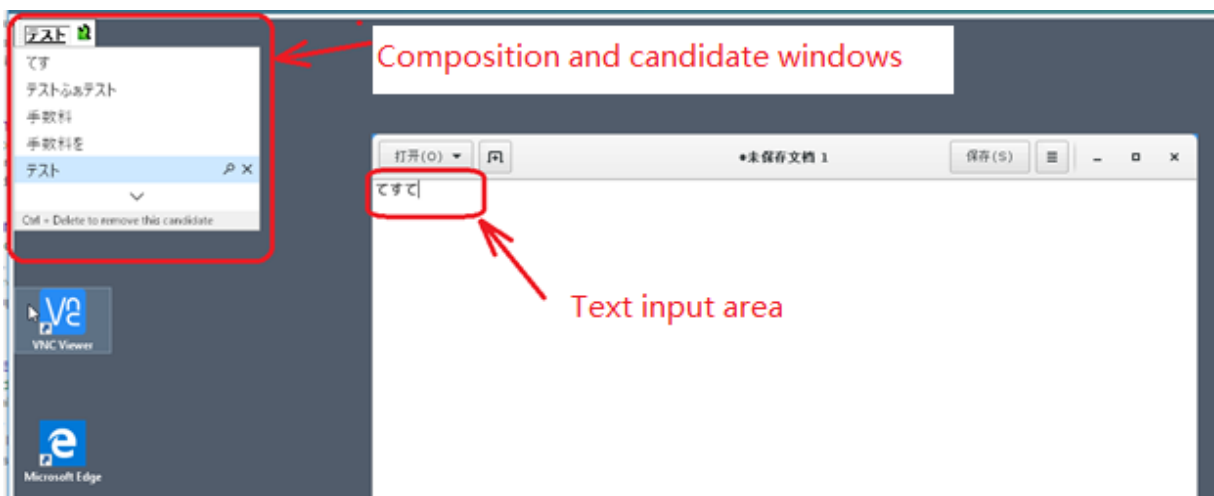 テスト
てす
テストふぁテスト
手数料
手数料を
テスト
Ctrl + Delete to remove this candidate
Composition and candidate windows
打开(O)
•未保存文档 1
保存(S)
てすて
Text input area
VNC Viewer
Microsoft Edge